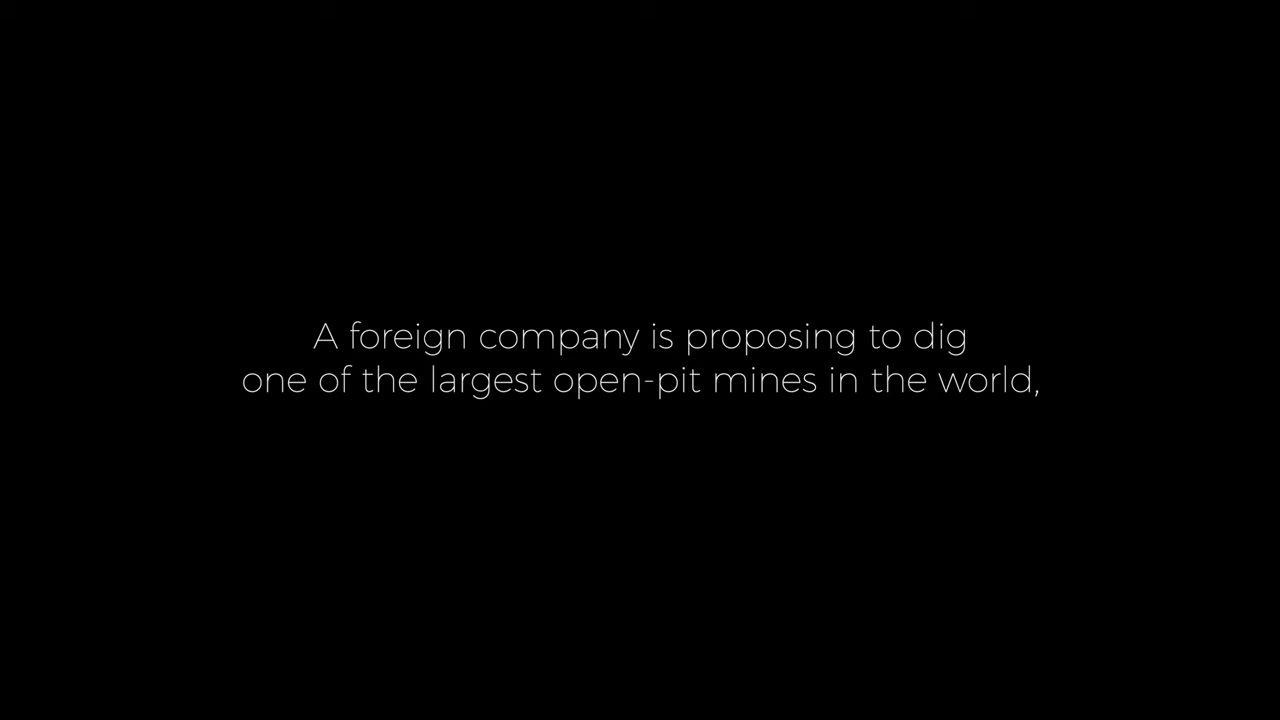 A foreign company is proposing to dig
one of the largest open-pit mines in the world,